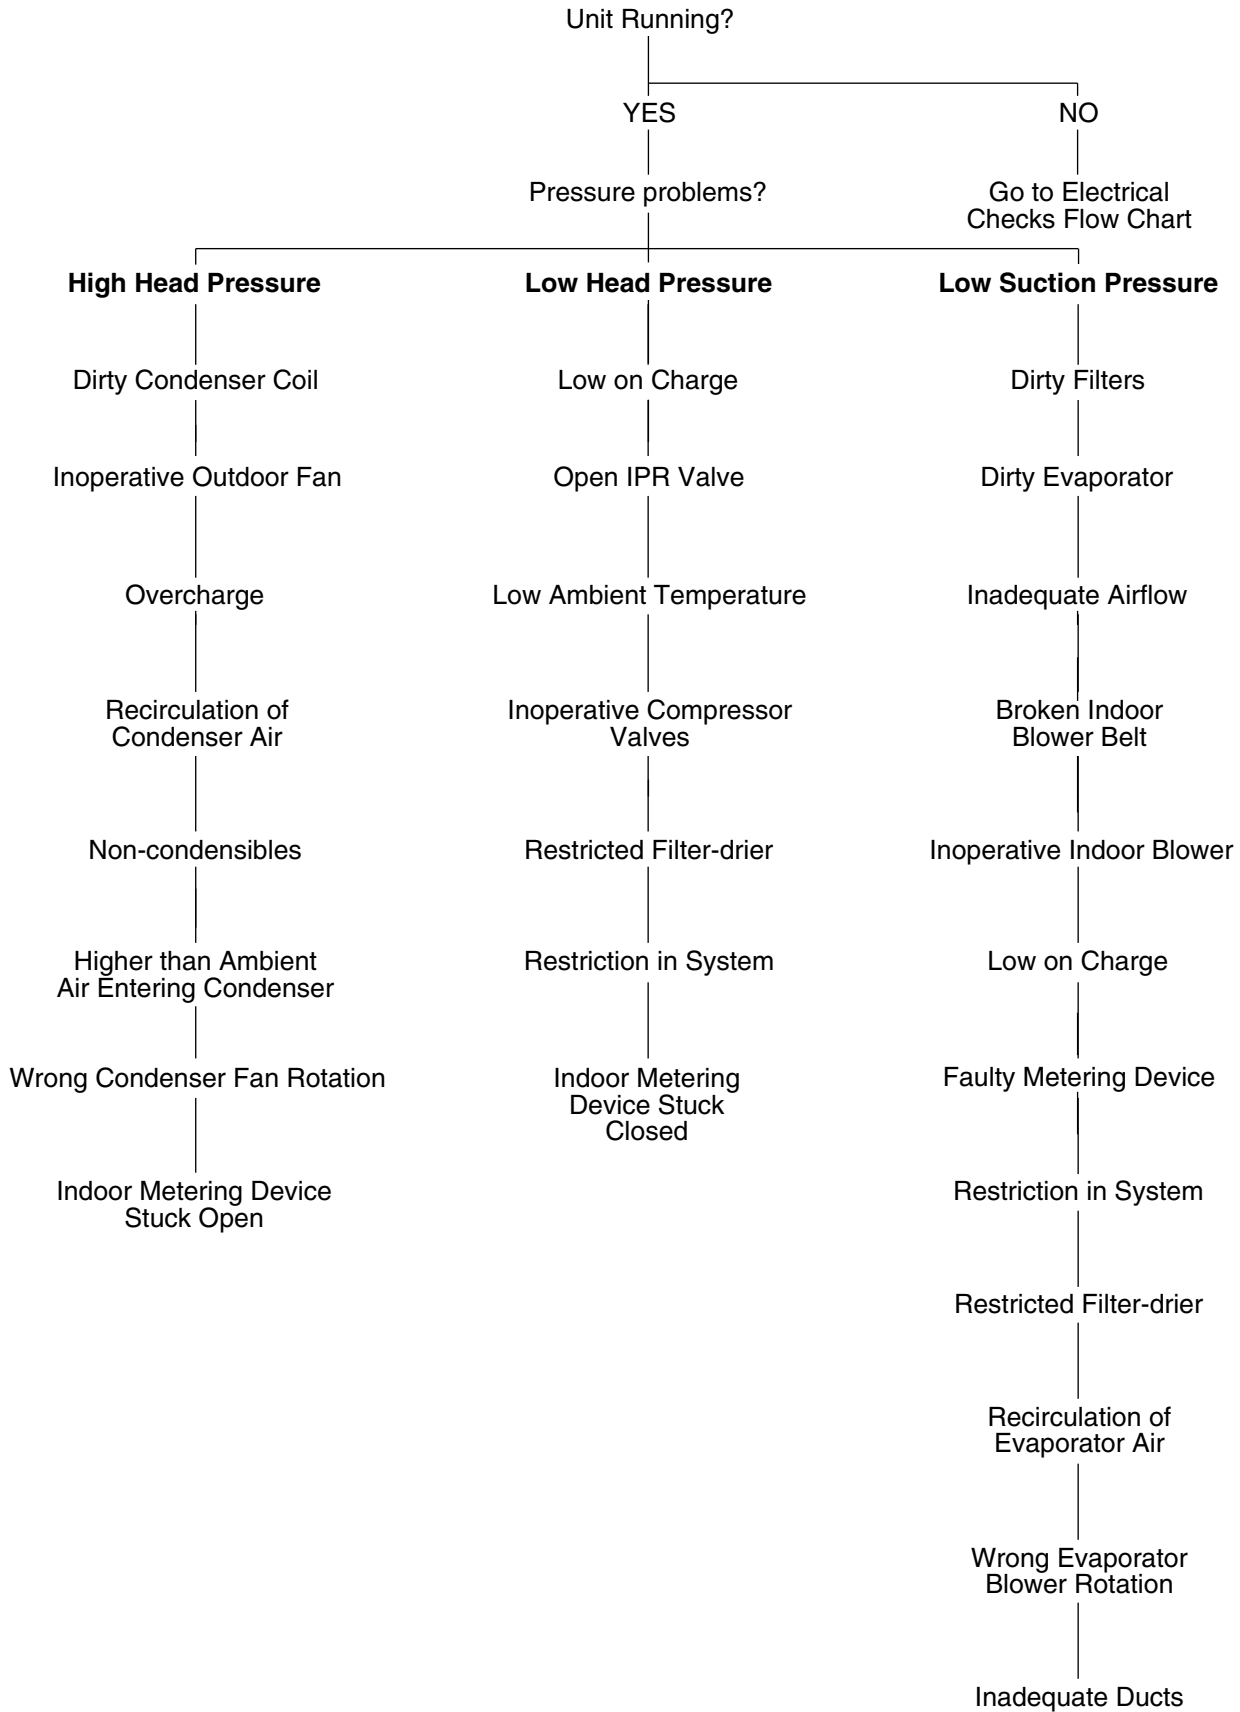 Unit Running?
YES
NO
Pressure problems?
Go to Electrical
Checks Flow Chart
High Head Pressure
Dirty Condenser Coil
Inoperative Outdoor Fan
Overcharge
Recirculation of
Condenser Air
Non-condensibles
Higher than Ambient
Air Entering Condenser
Wrong Condenser Fan Rotation
Indoor Metering Device
Stuck Open
Low Head Pressure
Low on Charge
Open IPR Valve
Low Ambient Temperature
Inoperative Compressor
Valves
Restricted Filter-drier
Restriction in System
Indoor Metering
Device Stuck
Closed
Low Suction Pressure
Dirty Filters
Dirty Evaporator
Inadequate Airflow
Broken Indoor
Blower Belt
Inoperative Indoor Blower
Low on Charge
Faulty Metering Device
Restriction in System
Restricted Filter-drier
Recirculation of
Evaporator Air
Wrong Evaporator
Blower Rotation
Inadequate Ducts